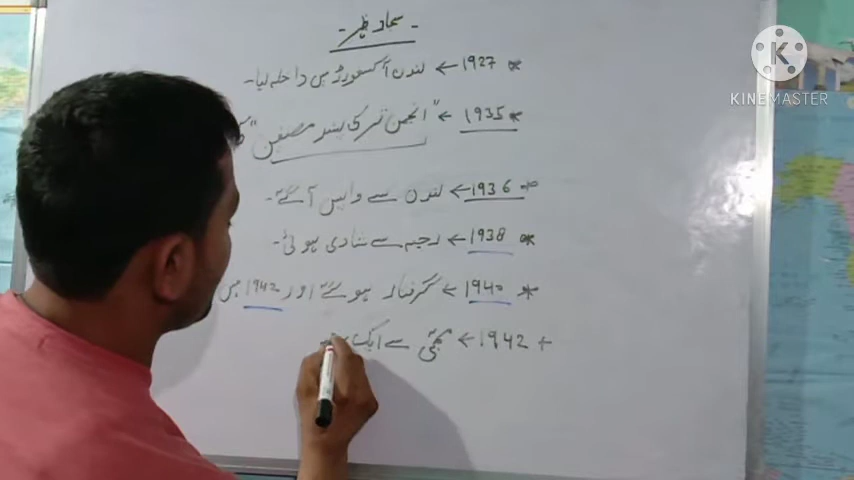 - سجاد ظہیر -
* 1927 ← لندن آکسفورڈ میں داخلہ لیا -
* 1935 ← "انجمن ترقی پسند مصنفین"
* 1936 ← لندن سے واپس آگئے -
* 1938 ← رجیہ سے شادی ہوئی -
* 1940 ← گرفتار ہوئے اور 1942 میں
+ 1942 ← بمبئی سے ایک
KINEMASTER